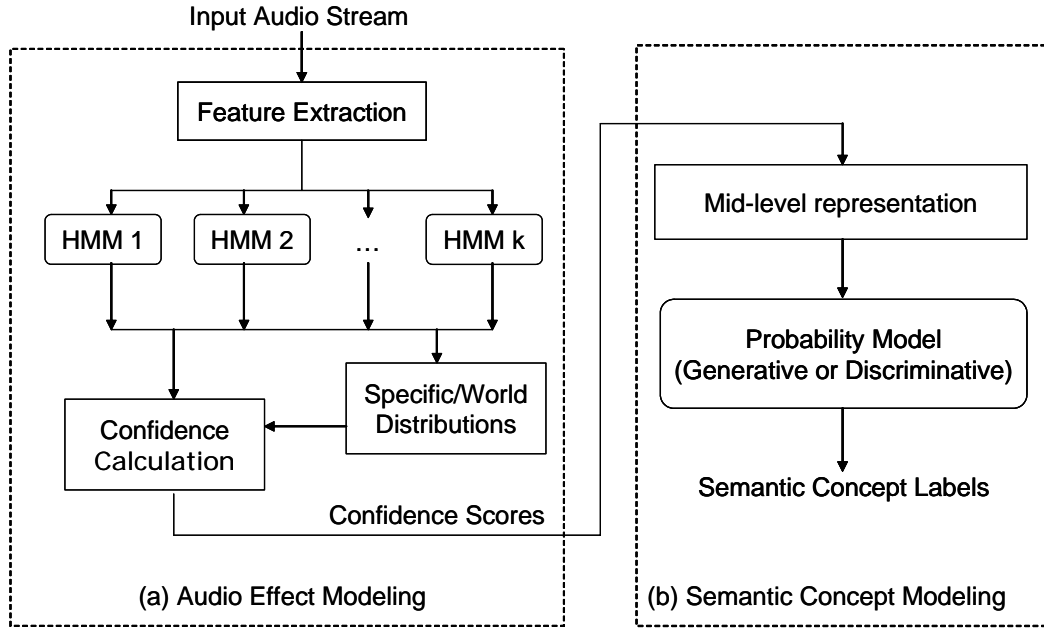 Input Audio Stream
Feature Extraction
HMM 1
HMM 2
...
HMM k
Specific/World
Distributions
Confidence
Calculation
Confidence Scores
(a) Audio Effect Modeling
Mid-level representation
Probability Model
(Generative or Discriminative)
Semantic Concept Labels
(b) Semantic Concept Modeling